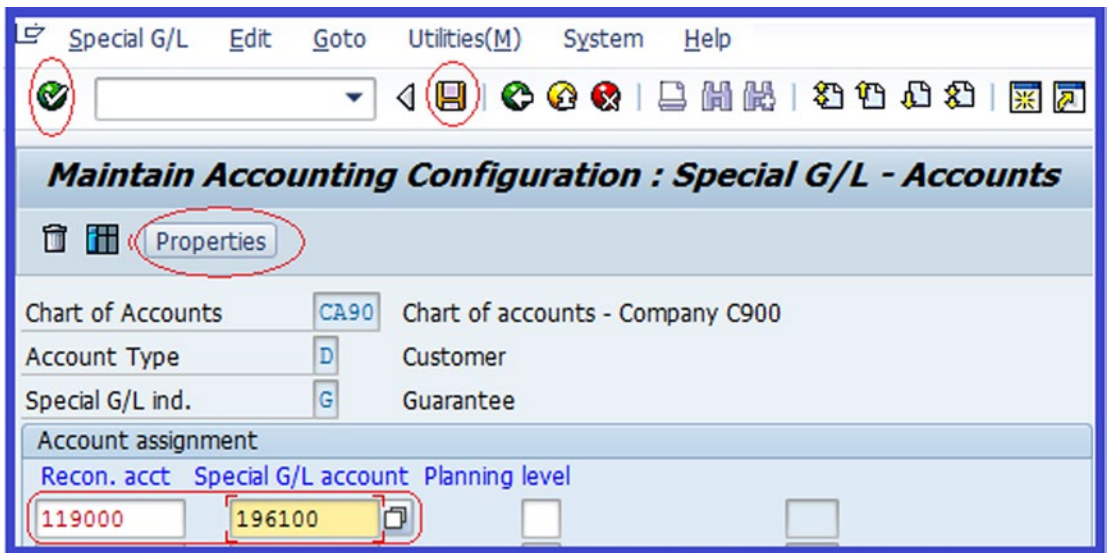 Special G/L Edit Goto Utilities(M) System Help
Maintain Accounting Configuration : Special G/L - Accounts
Properties
Chart of Accounts CA90 Chart of accounts - Company C900
Account Type D Customer
Special G/L ind. G Guarantee
Account assignment
Recon. acct Special G/L account Planning level
119000 196100